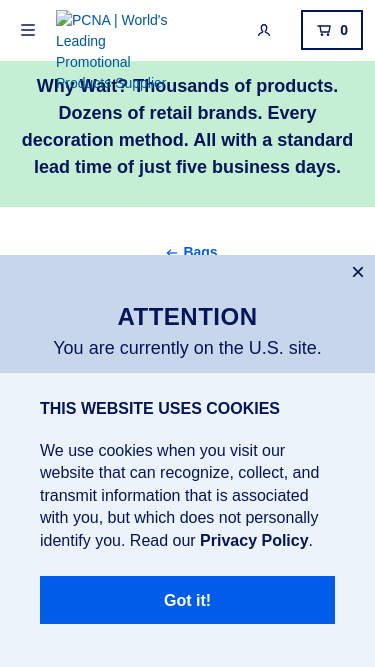 PCNA | World's
Leading
Promotional
Products Supplier
0
Why Wait? Thousands of products.
Dozens of retail brands. Every
decoration method. All with a standard
lead time of just five business days.
← Bags
×
ATTENTION
You are currently on the U.S. site.
THIS WEBSITE USES COOKIES
We use cookies when you visit our
website that can recognize, collect, and
transmit information that is associated
with you, but which does not personally
identify you. Read our Privacy Policy.
Got it!